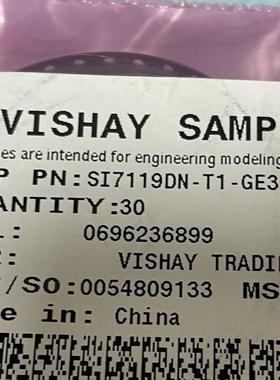 VISHAY SAMP
es are intended for engineering modeling
P PN:SI7119DN-T1-GE3
ANTITY:30
L: 0696236899
: VISHAY TRADI
/SO:0054809133 MS
e in: China